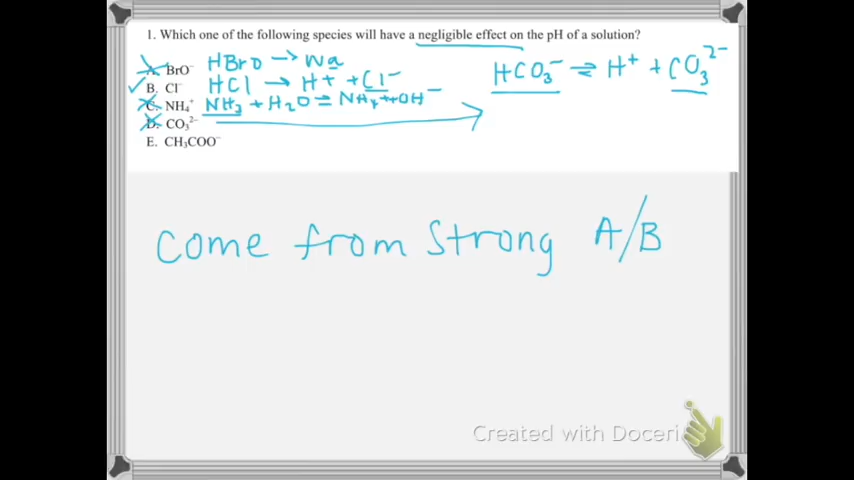 1. Which one of the following species will have a negligible effect on the pH of a solution?
A. BrO⁻ HBrO → Wa
B. Cl⁻ HCl → H+ + Cl⁻
C. NH₄⁺ NH₃ + H₂O ⇌ NH₄⁺ + OH⁻
D. CO₃²⁻
E. CH₃COO⁻
HCO₃⁻ ⇌ H⁺ + CO₃²⁻
Come from Strong A/B
Created with Doceri